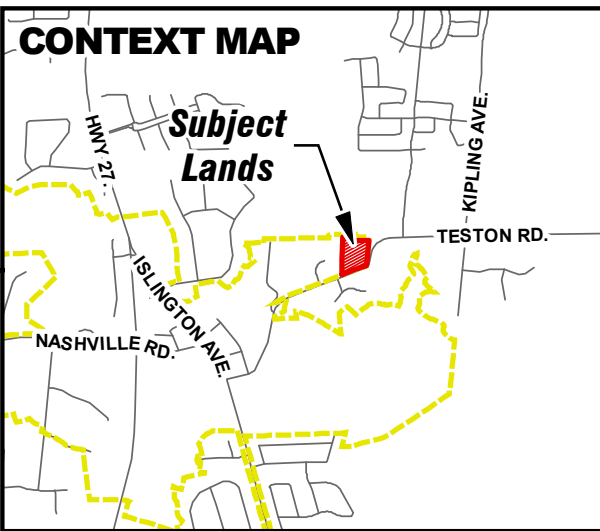 CONTEXT MAP
Subject
Lands
HWY 27.
KIPLING AVE.
TESTON RD.
ISLINGTON AVE.
NASHVILLE RD.